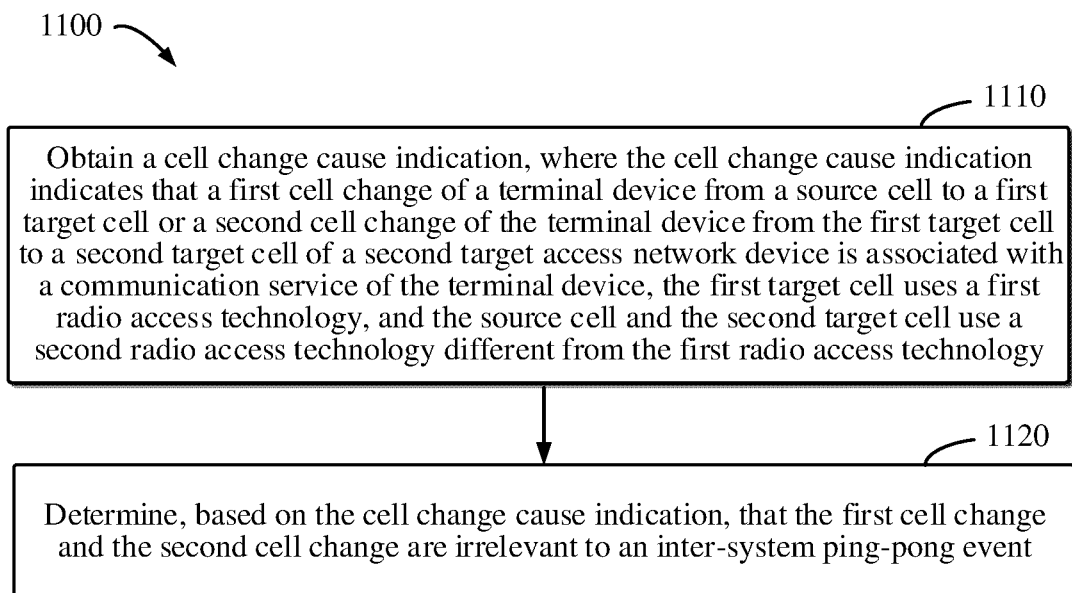 1100
1110
Obtain a cell change cause indication, where the cell change cause indication
indicates that a first cell change of a terminal device from a source cell to a first
target cell or a second cell change of the terminal device from the first target cell
to a second target cell of a second target access network device is associated with
a communication service of the terminal device, the first target cell uses a first
radio access technology, and the source cell and the second target cell use a
second radio access technology different from the first radio access technology
1120
Determine, based on the cell change cause indication, that the first cell change
and the second cell change are irrelevant to an inter-system ping-pong event